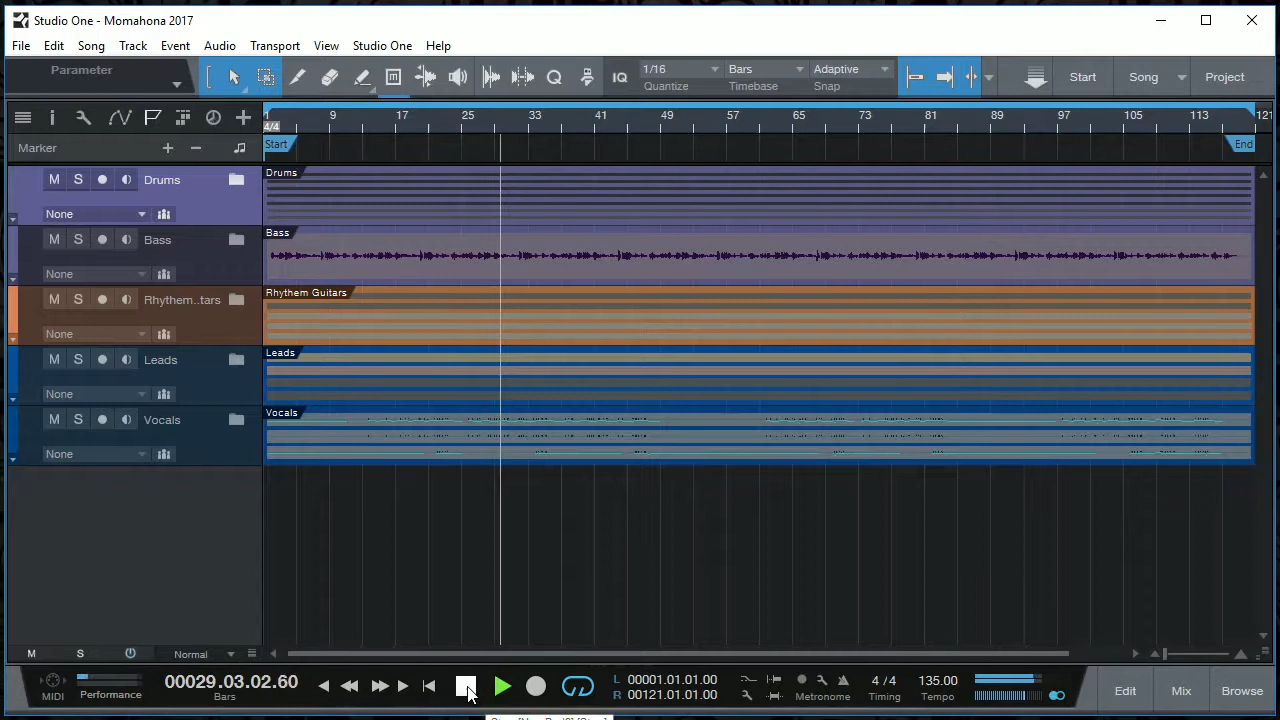 Studio One - Momahona 2017
File Edit Song Track Event Audio Transport View Studio One Help
Parameter
IQ
1/16 Bars Adaptive
Quantize Timebase Snap
Start Song Project
9 17 25 33 41 49 57 65 73 81 89 97 105 113 121
4/4
Marker
Start End
M S Drums
None
Drums
M S Bass
None
Bass
M S Rhythem..tars
None
Rhythem Guitars
M S Leads
None
Leads
M S Vocals
None
Vocals
M S Normal
MIDI
Performance
00029.03.02.60
Bars
L 00001.01.01.00
R 00121.01.01.00
Metronome
4 / 4
Timing
135.00
Tempo
Edit Mix Browse